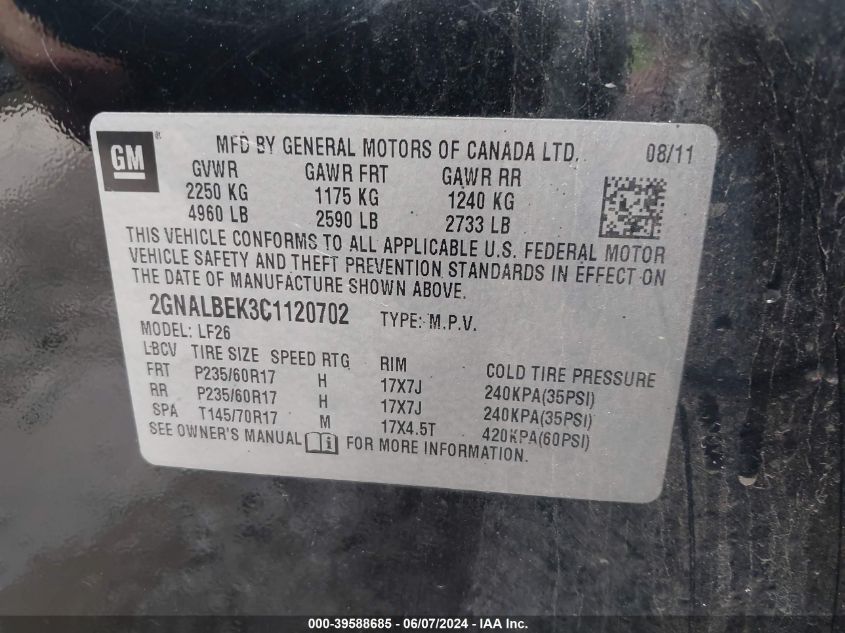 GM ® MFD BY GENERAL MOTORS OF CANADA LTD. 08/11
GVWR GAWR FRT GAWR RR
2250 KG 1175 KG 1240 KG
4960 LB 2590 LB 2733 LB
THIS VEHICLE CONFORMS TO ALL APPLICABLE U.S. FEDERAL MOTOR
VEHICLE SAFETY AND THEFT PREVENTION STANDARDS IN EFFECT ON
THE DATE OF MANUFACTURE SHOWN ABOVE.
2GNALBEK3C1120702 TYPE: M.P.V.
MODEL: LF26
LBCV TIRE SIZE SPEED RTG RIM COLD TIRE PRESSURE
FRT P235/60R17 H 17X7J 240KPA(35PSI)
RR P235/60R17 H 17X7J 240KPA(35PSI)
SPA T145/70R17 M 17X4.5T 420KPA(60PSI)
SEE OWNER'S MANUAL FOR MORE INFORMATION.
000-39588685 - 06/07/2024 - IAA Inc.